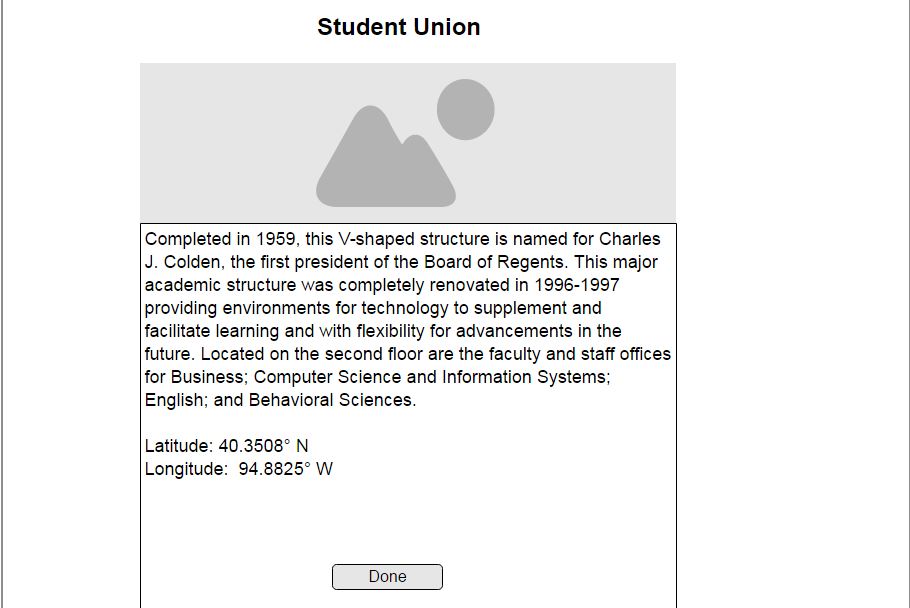 Student Union
Completed in 1959, this V-shaped structure is named for Charles
J. Colden, the first president of the Board of Regents. This major
academic structure was completely renovated in 1996-1997
providing environments for technology to supplement and
facilitate learning and with flexibility for advancements in the
future. Located on the second floor are the faculty and staff offices
for Business; Computer Science and Information Systems;
English; and Behavioral Sciences.
Latitude: 40.3508° N
Longitude:  94.8825° W
Done